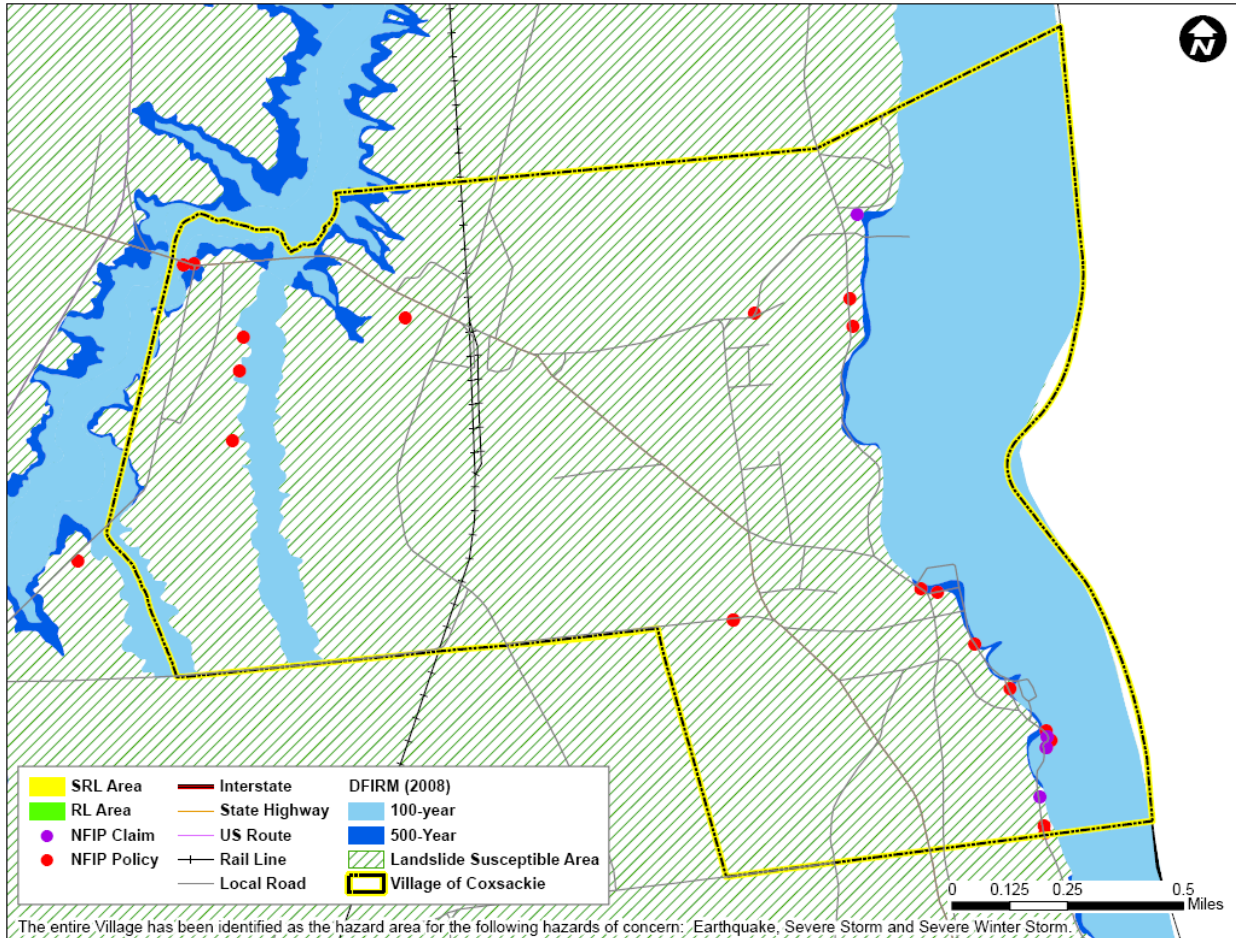 N
SRL Area
RL Area
NFIP Claim
NFIP Policy
Interstate
State Highway
US Route
Rail Line
Local Road
DFIRM (2008)
100-year
500-Year
Landslide Susceptible Area
Village of Coxsackie
0 0.125 0.25 0.5
Miles
The entire Village has been identified as the hazard area for the following hazards of concern: Earthquake, Severe Storm and Severe Winter Storm.